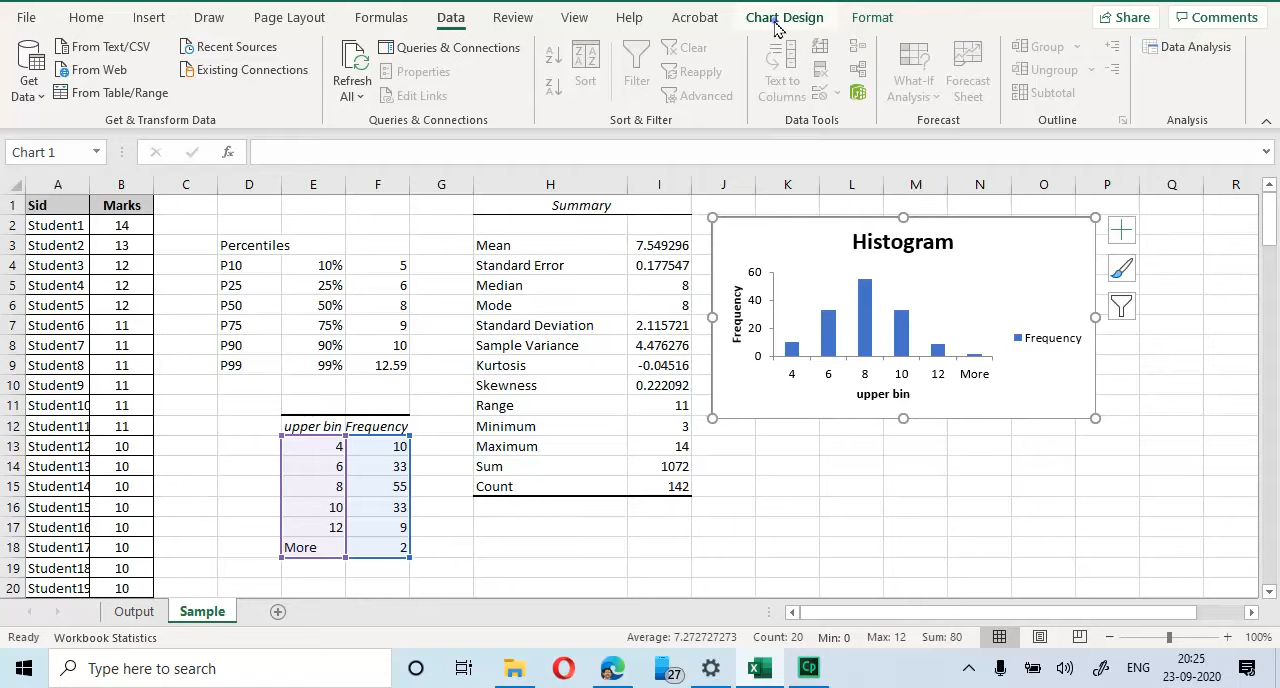 File Home Insert Draw Page Layout Formulas Data Review View Help Acrobat Chart Design Format Share Comments
From Text/CSV Recent Sources Queries & Connections Clear Group Data Analysis
From Web Existing Connections Properties Reapply Ungroup
From Table/Range Edit Links Advanced Subtotal
Get Data Refresh All Sort Filter Text to Columns What-If Analysis Forecast Sheet
Get & Transform Data Queries & Connections Sort & Filter Data Tools Forecast Outline Analysis
Chart 1 fx
A B C D E F G H I J K L M N O P Q R
1 Sid Marks Summary
2 Student1 14
3 Student2 13 Percentiles Mean 7.549296
4 Student3 12 P10 10% 5 Standard Error 0.177547
5 Student4 12 P25 25% 6 Median 8
6 Student5 12 P50 50% 8 Mode 8
7 Student6 11 P75 75% 9 Standard Deviation 2.115721
8 Student7 11 P90 90% 10 Sample Variance 4.476276
9 Student8 11 P99 99% 12.59 Kurtosis -0.04516
10 Student9 11 Skewness 0.222092
11 Student10 11 Range 11
12 Student11 11 upper bin Frequency Minimum 3
13 Student12 10 4 10 Maximum 14
14 Student13 10 6 33 Sum 1072
15 Student14 10 8 55 Count 142
16 Student15 10 10 33
17 Student16 10 12 9
18 Student17 10 More 2
19 Student18 10
20 Student19 10
Histogram
Frequency
60
40
20
0
4 6 8 10 12 More
upper bin
Frequency
Output Sample
Ready Workbook Statistics Average: 7.272727273 Count: 20 Min: 0 Max: 12 Sum: 80 100%
Type here to search 27 Cp ENG 20:25
23-09-2020